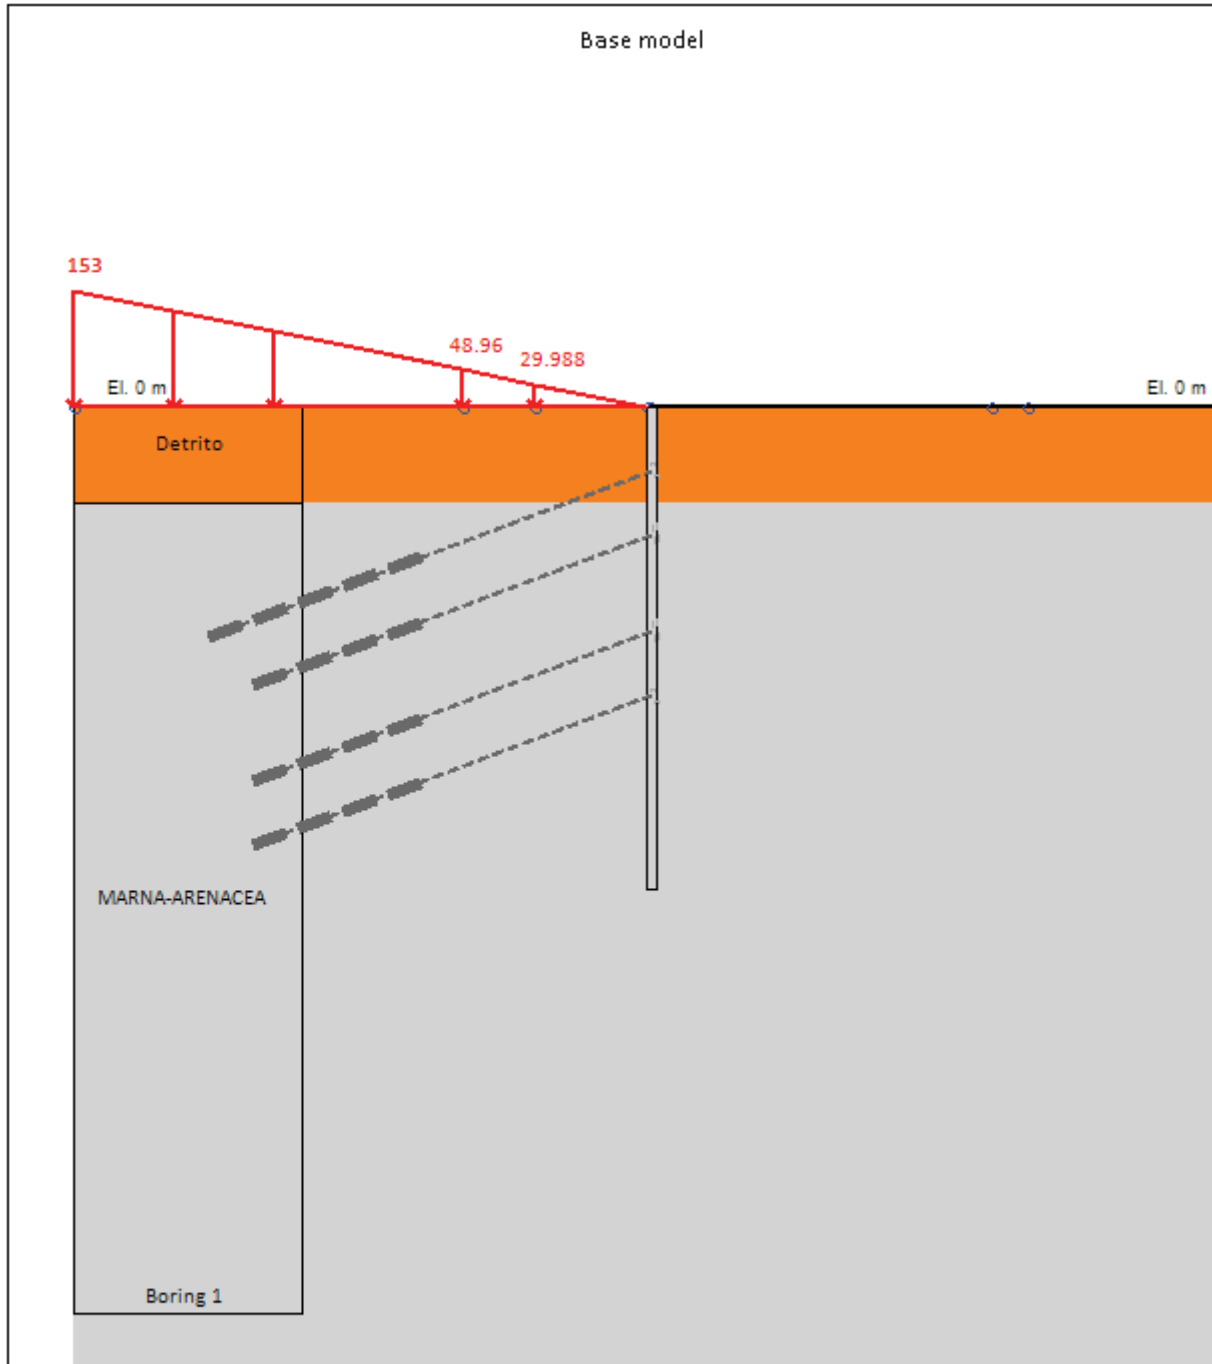 Base model
153
48.96
29.988
El. 0 m
El. 0 m
Detrito
MARNA-ARENACEA
Boring 1